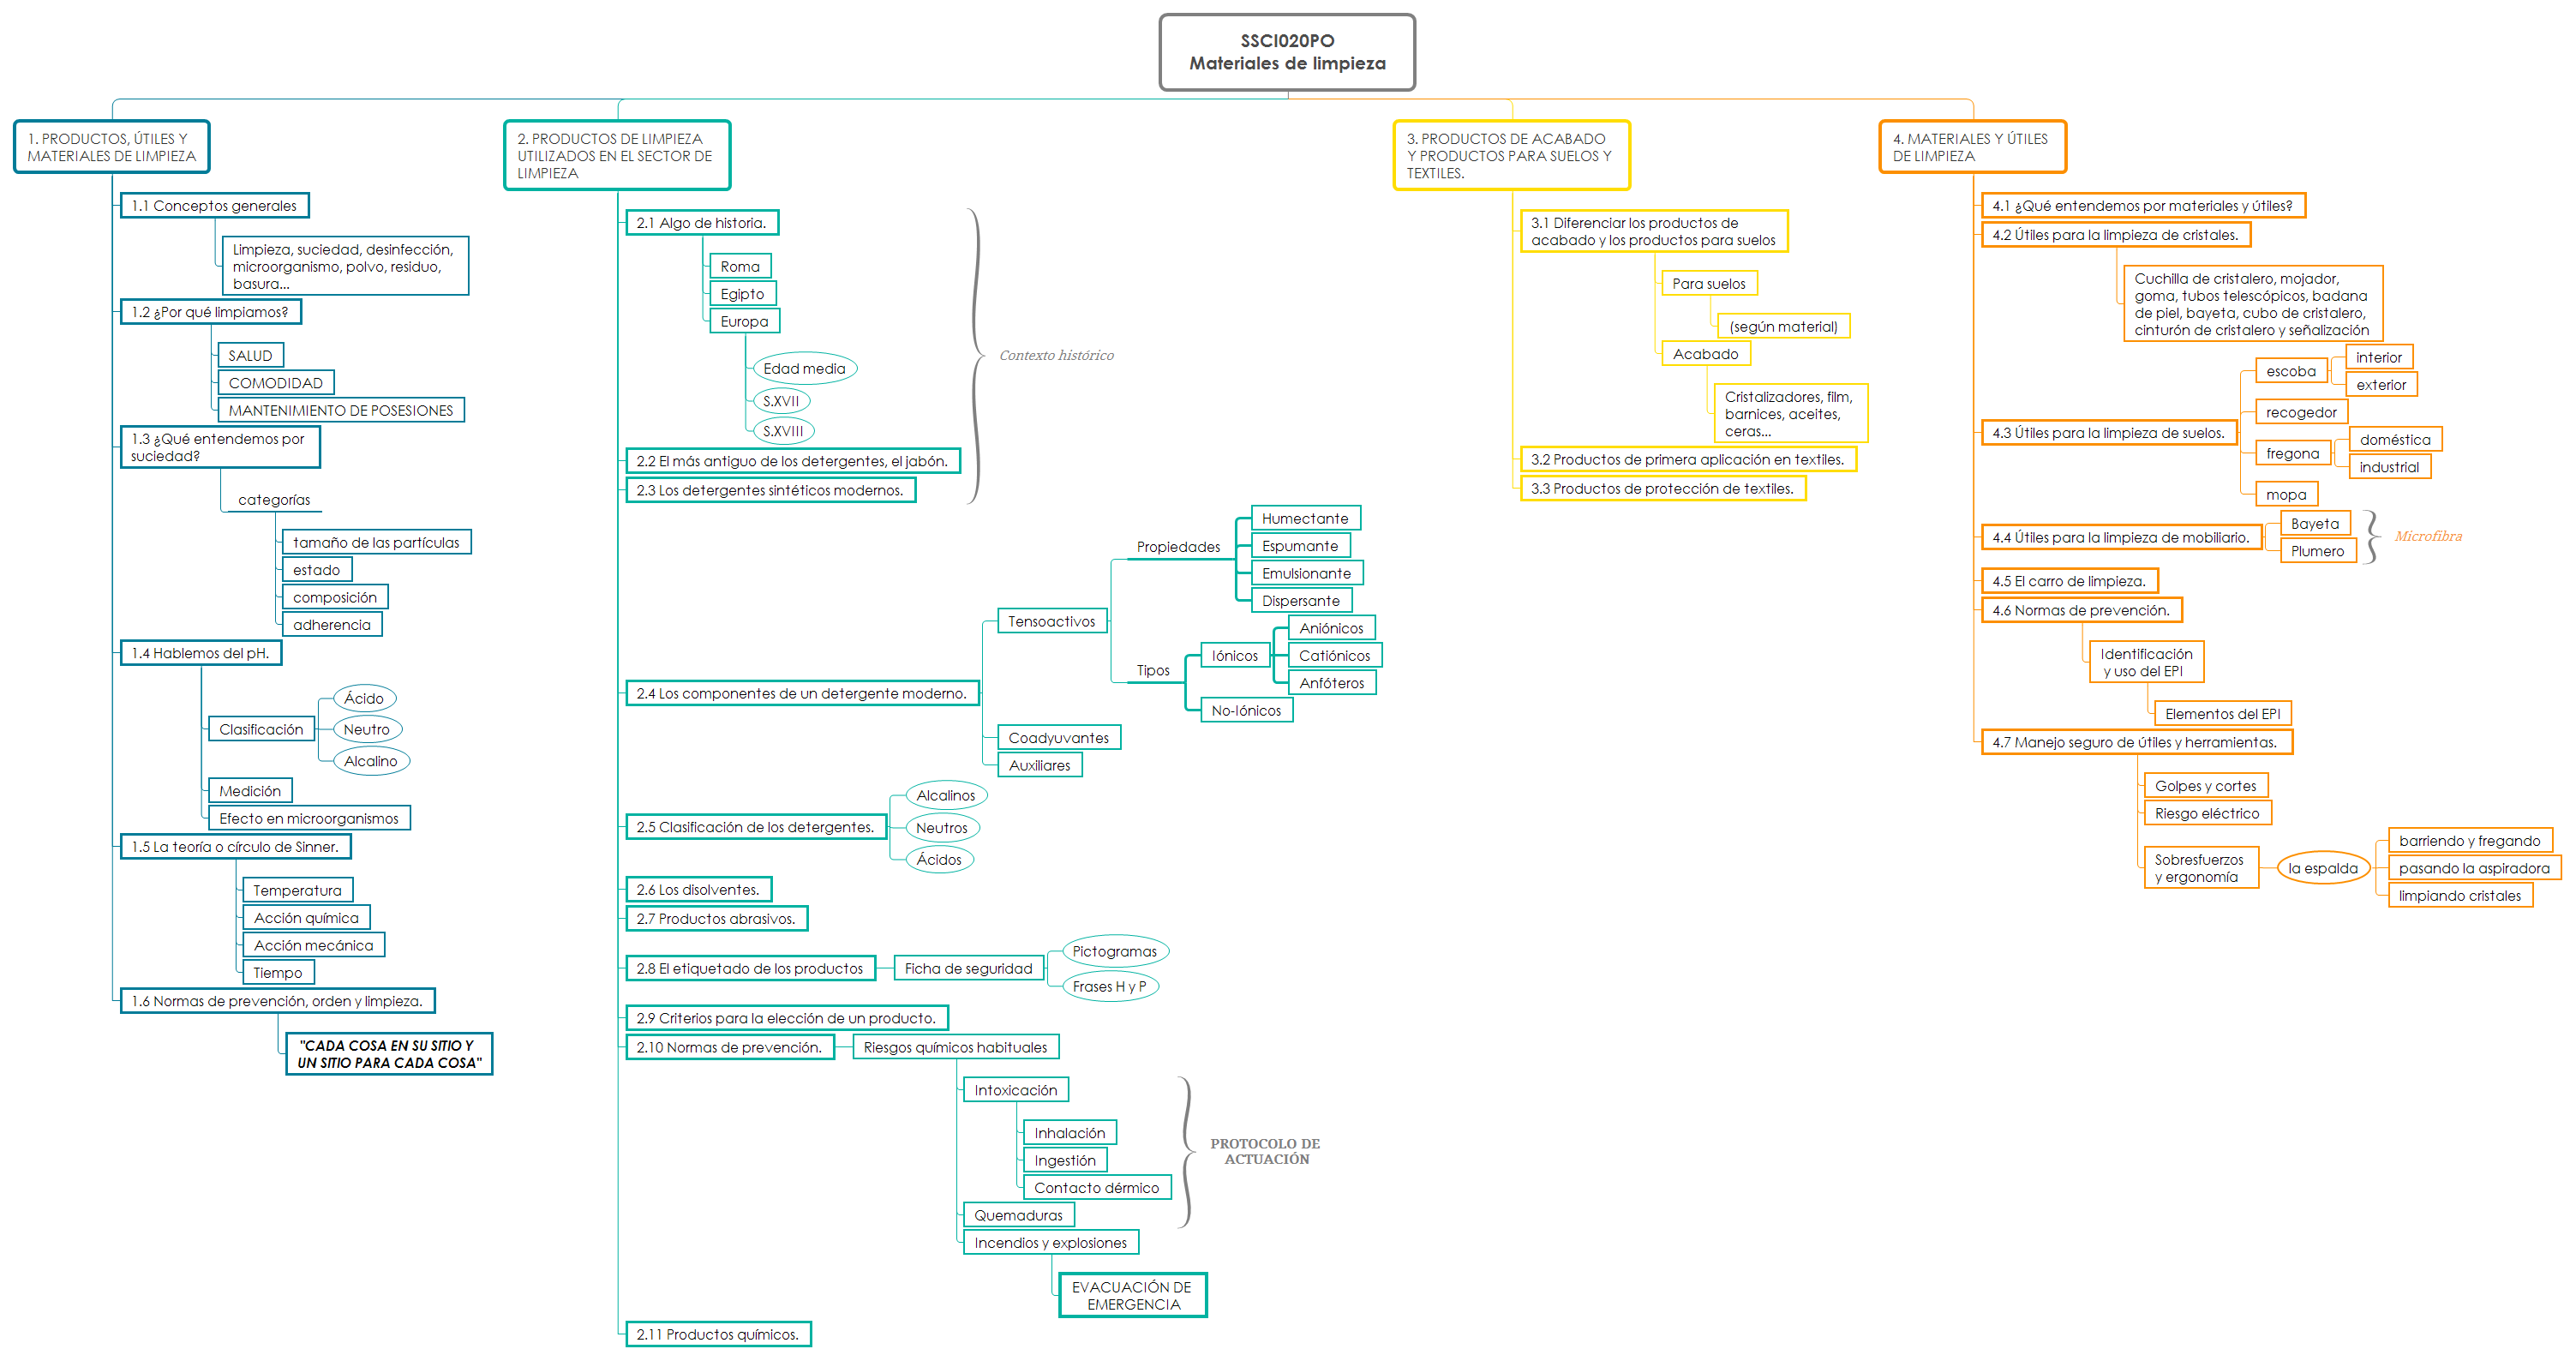 SSCI020PO
Materiales de limpieza
1. PRODUCTOS, ÚTILES Y
MATERIALES DE LIMPIEZA
1.1 Conceptos generales
Limpieza, suciedad, desinfección,
microorganismo, polvo, residuo,
basura...
1.2 ¿Por qué limpiamos?
SALUD
COMODIDAD
MANTENIMIENTO DE POSESIONES
1.3 ¿Qué entendemos por
suciedad?
categorías
tamaño de las partículas
estado
composición
adherencia
1.4 Hablemos del pH.
Clasificación
Ácido
Neutro
Alcalino
Medición
Efecto en microorganismos
1.5 La teoría o círculo de Sinner.
Temperatura
Acción química
Acción mecánica
Tiempo
1.6 Normas de prevención, orden y limpieza.
"CADA COSA EN SU SITIO Y
UN SITIO PARA CADA COSA"
2. PRODUCTOS DE LIMPIEZA
UTILIZADOS EN EL SECTOR DE
LIMPIEZA
2.1 Algo de historia.
Roma
Egipto
Europa
Edad media
S.XVII
S.XVIII
2.2 El más antiguo de los detergentes, el jabón.
2.3 Los detergentes sintéticos modernos.
Contexto histórico
2.4 Los componentes de un detergente moderno.
Tensoactivos
Propiedades
Humectante
Espumante
Emulsionante
Dispersante
Tipos
Iónicos
Aniónicos
Catiónicos
Anfóteros
No-Iónicos
Coadyuvantes
Auxiliares
2.5 Clasificación de los detergentes.
Alcalinos
Neutros
Ácidos
2.6 Los disolventes.
2.7 Productos abrasivos.
2.8 El etiquetado de los productos
Ficha de seguridad
Pictogramas
Frases H y P
2.9 Criterios para la elección de un producto.
2.10 Normas de prevención.
Riesgos químicos habituales
Intoxicación
Inhalación
Ingestión
Contacto dérmico
Quemaduras
PROTOCOLO DE
ACTUACIÓN
Incendios y explosiones
EVACUACIÓN DE
EMERGENCIA
2.11 Productos químicos.
3. PRODUCTOS DE ACABADO
Y PRODUCTOS PARA SUELOS Y
TEXTILES.
3.1 Diferenciar los productos de
acabado y los productos para suelos
Para suelos
(según material)
Acabado
Cristalizadores, film,
barnices, aceites,
ceras...
3.2 Productos de primera aplicación en textiles.
3.3 Productos de protección de textiles.
4. MATERIALES Y ÚTILES
DE LIMPIEZA
4.1 ¿Qué entendemos por materiales y útiles?
4.2 Útiles para la limpieza de cristales.
Cuchilla de cristalero, mojador,
goma, tubos telescópicos, badana
de piel, bayeta, cubo de cristalero,
cinturón de cristalero y señalización
4.3 Útiles para la limpieza de suelos.
escoba
interior
exterior
recogedor
fregona
doméstica
industrial
mopa
4.4 Útiles para la limpieza de mobiliario.
Bayeta
Plumero
Microfibra
4.5 El carro de limpieza.
4.6 Normas de prevención.
Identificación
y uso del EPI
Elementos del EPI
4.7 Manejo seguro de útiles y herramientas.
Golpes y cortes
Riesgo eléctrico
Sobresfuerzos
y ergonomía
la espalda
barriendo y fregando
pasando la aspiradora
limpiando cristales